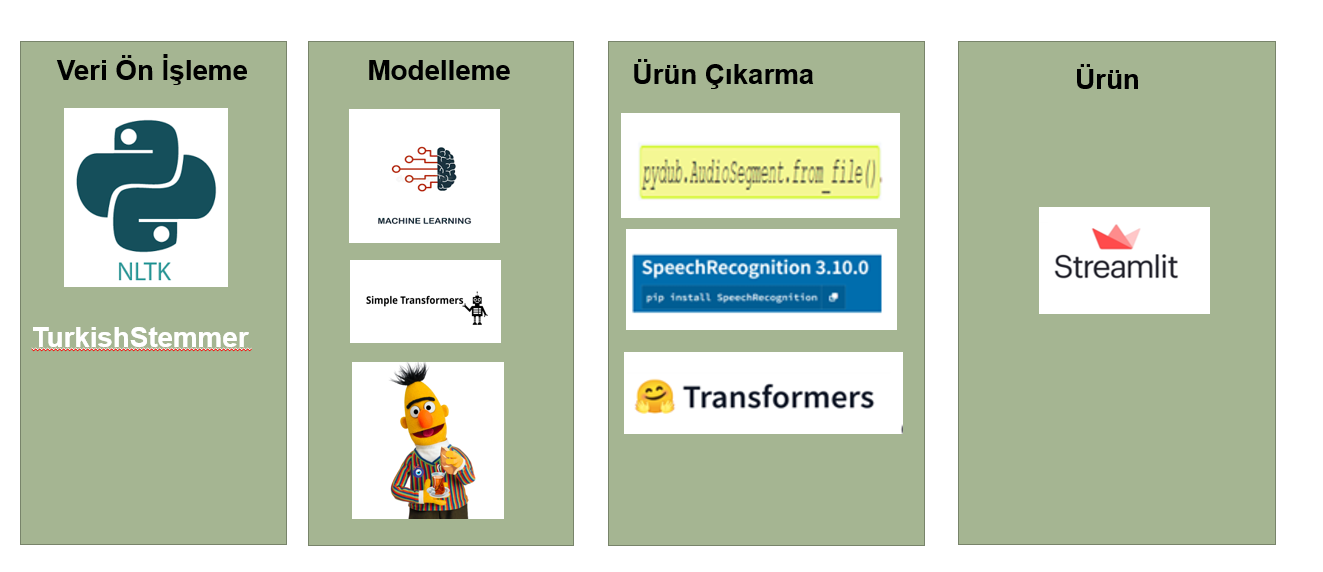 Veri Ön İşleme
NLTK
TurkishStemmer
Modelleme
MACHINE LEARNING
Simple Transformers
Ürün Çıkarma
pydub.AudioSegment.from_file().
SpeechRecognition 3.10.0
pip install SpeechRecognition
Transformers
Ürün
Streamlit